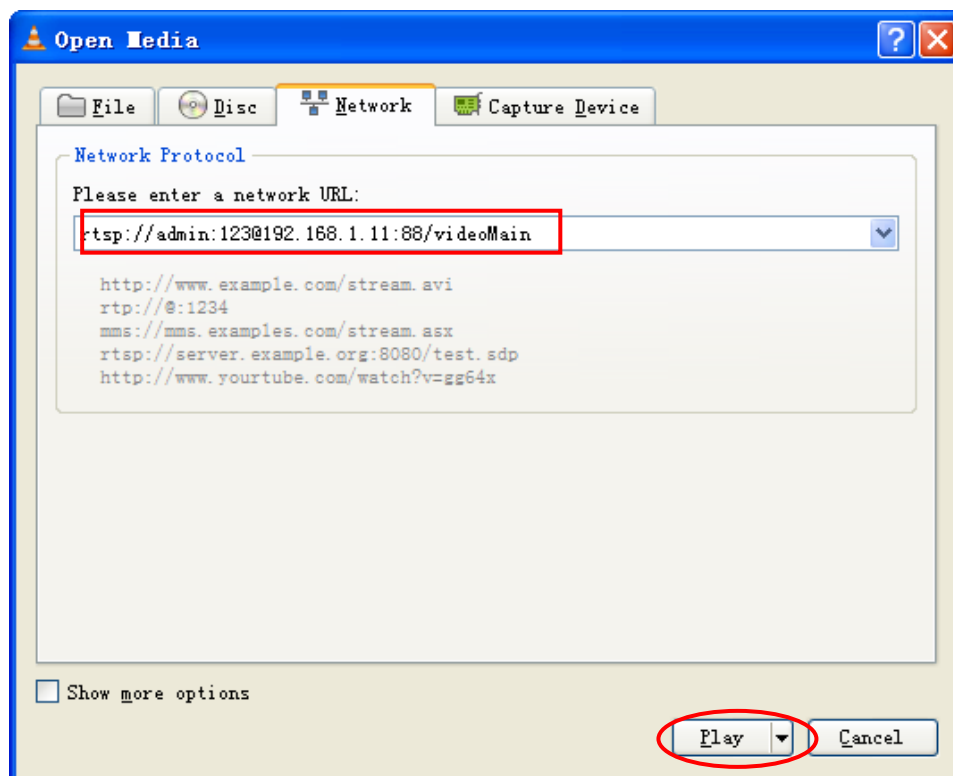 Open Media
File Disc Network Capture Device
Network Protocol
Please enter a network URL:
rtsp://admin:123@192.168.1.11:88/videoMain
http://www.example.com/stream.avi
rtp://@:1234
mms://mms.examples.com/stream.asx
rtsp://server.example.org:8080/test.sdp
http://www.yourtube.com/watch?v=gg64x
Show more options
Play Cancel